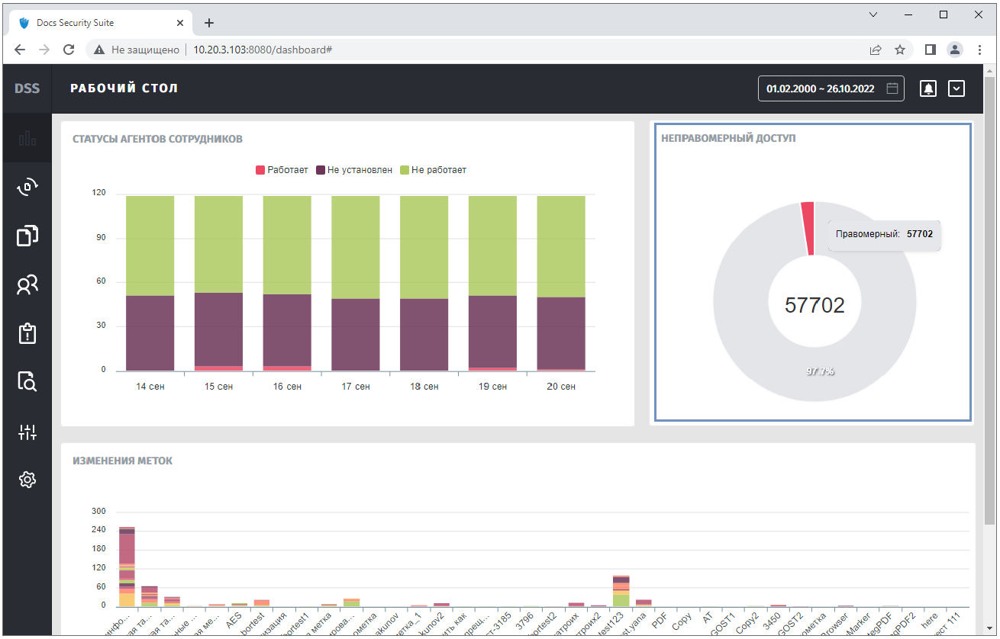 Docs Security Suite
Не защищено 10.20.3.103:8080/dashboard#
DSS РАБОЧИЙ СТОЛ 01.02.2000 ~ 26.10.2022
СТАТУСЫ АГЕНТОВ СОТРУДНИКОВ
Работает Не установлен Не работает
120
90
60
30
0
14 сен 15 сен 16 сен 17 сен 18 сен 19 сен 20 сен
НЕПРАВОМЕРНЫЙ ДОСТУП
Правомерный: 57702
57702
97.7%
ИЗМЕНЕНИЯ МЕТОК
300
240
180
120
60
0
инфо... ая та... ая та... ные ... ая ме... AES bortest изация bortest1 я метка ирова... ометка akunov етка_1 kunov2 ить как прещ... ст-3185 3796 bortest2 атроих атроих2 test123 st.yana PDF Copy AT GOST1 Copy2 3450 GOST2 ометка Browser Marker tegPDF ngPDF2 here ест 111